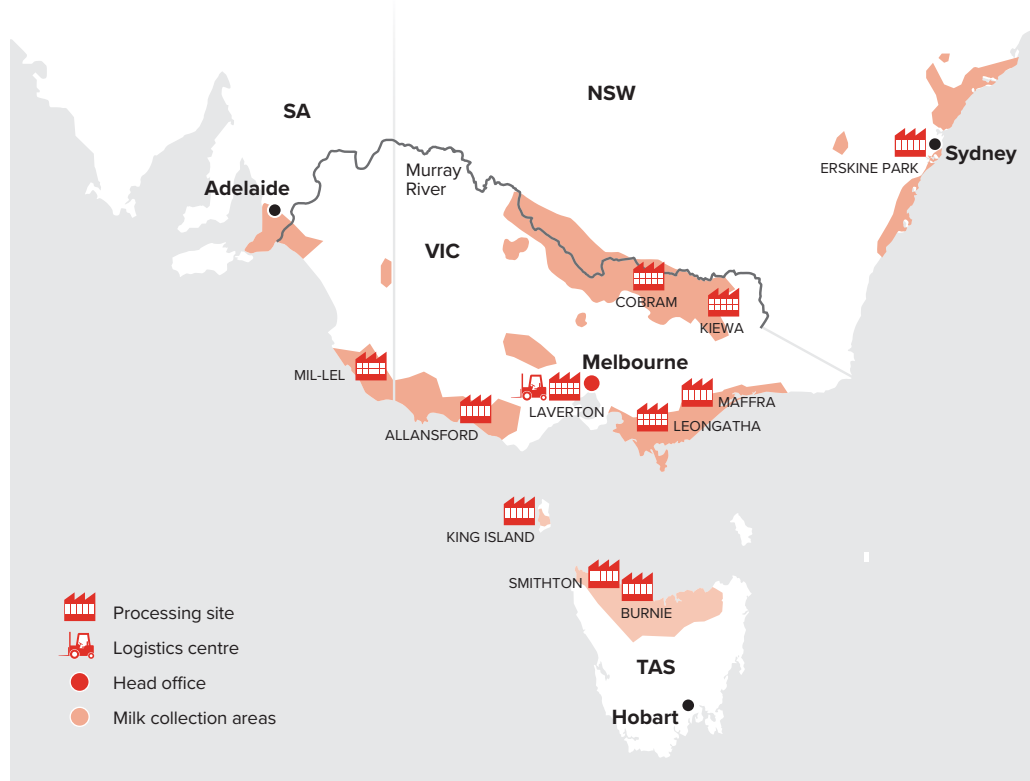 NSW
SA
ERSKINE PARK
Sydney
Murray
River
Adelaide
VIC
COBRAM
KIEWA
Melbourne
MIL-LEL
LAVERTON
MAFFRA
ALLANSFORD
LEONGATHA
KING ISLAND
SMITHTON
BURNIE
TAS
Hobart
Processing site
Logistics centre
Head office
Milk collection areas